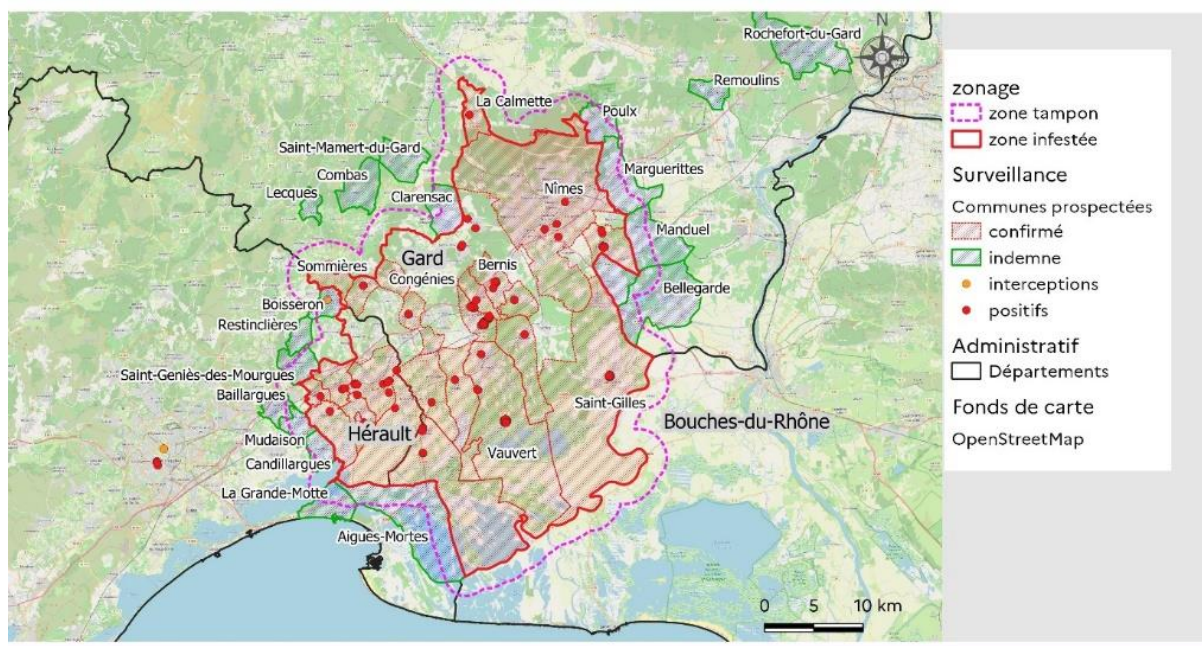 N
Rochefort-du-Gard
Remoulins
La Calmette
Poulx
Saint-Mamert-du-Gard
Combas
Marguerittes
Lecques
Clarensac
Nîmes
Manduel
Gard
Sommières
Congénies
Bernis
Bellegarde
Boisseron
Restinclières
Saint-Geniès-des-Mourgues
Baillargues
Saint-Gilles
Bouches-du-Rhône
Hérault
Mudaison
Vauvert
Candillargues
La Grande-Motte
Aigues-Mortes
0 5 10 km
zonage
zone tampon
zone infestée
Surveillance
Communes prospectées
confirmé
indemne
interceptions
positifs
Administratif
Départements
Fonds de carte
OpenStreetMap